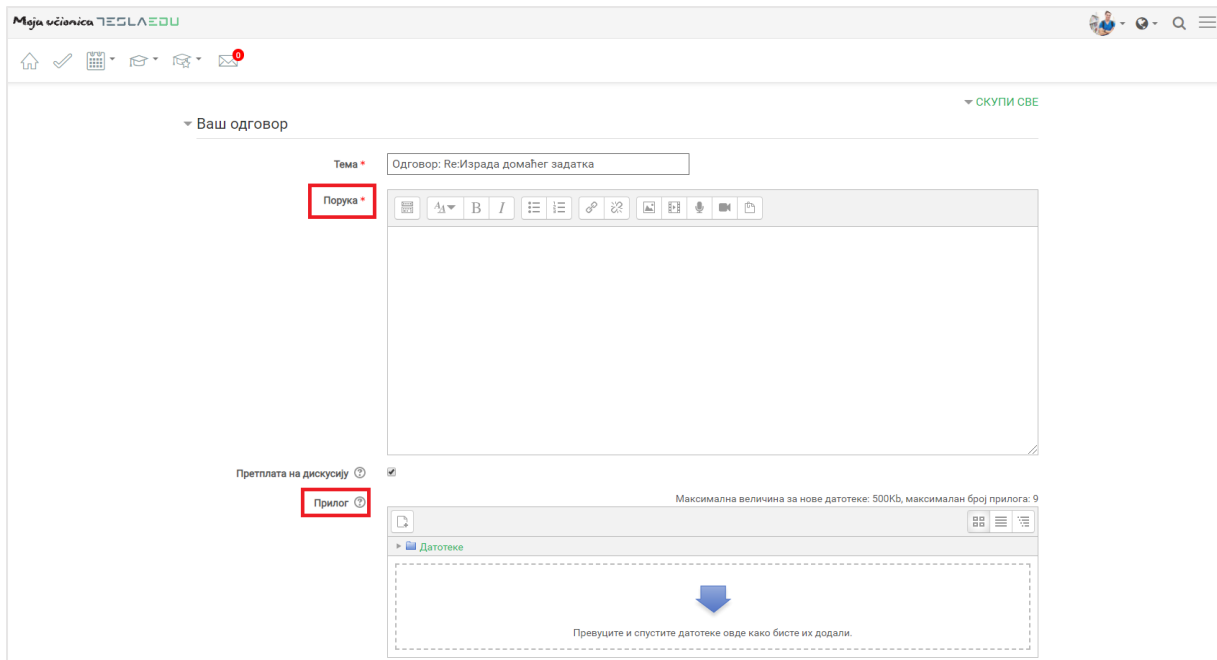 Moja učionica TESLAEDU
0
СКУПИ СВЕ
Ваш одговор
Тема *
Одговор: Re:Израда домаћег задатка
Порука *
Претплата на дискусију
Прилог
Максимална величина за нове датотеке: 500Kb, максималан број прилога: 9
Датотеке
Превуците и спустите датотеке овде како бисте их додали.